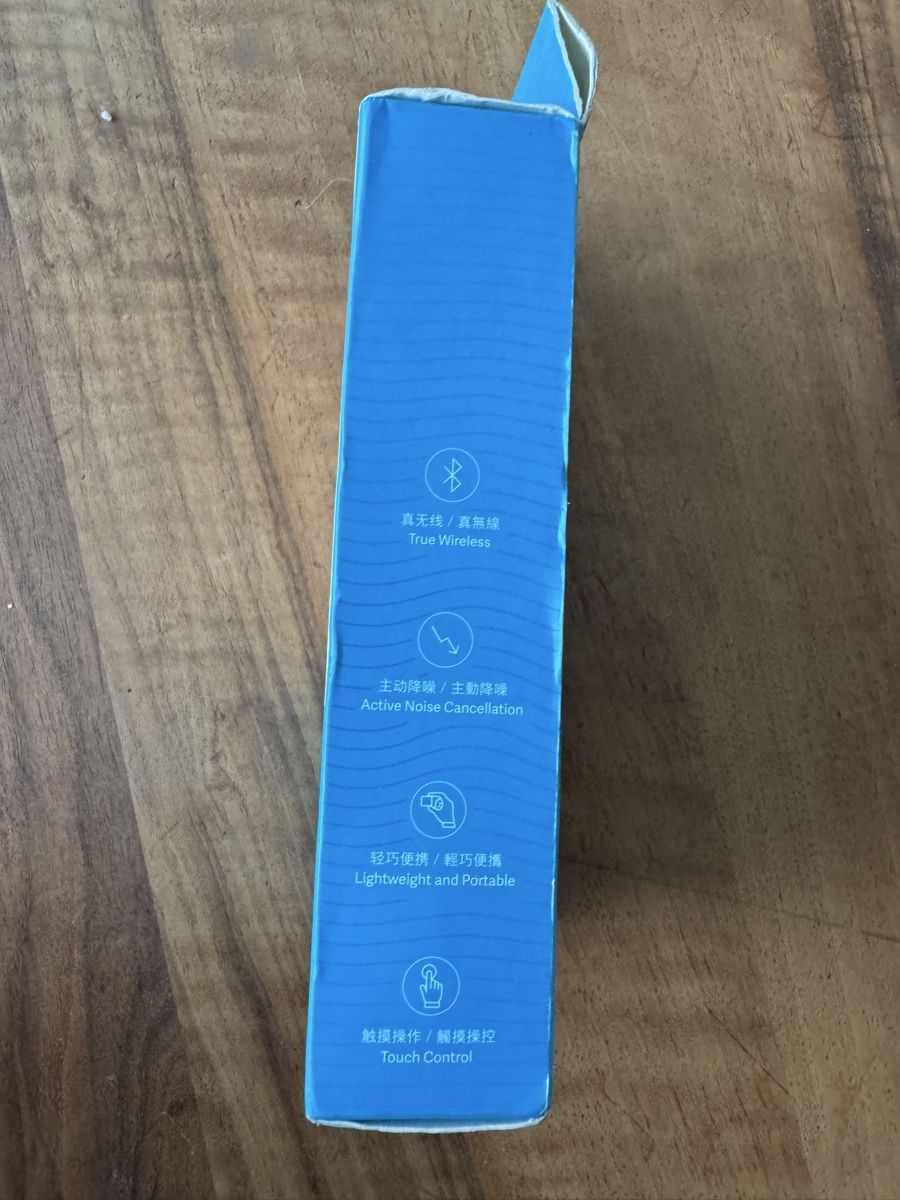 真无线 / 真無線
True Wireless
主动降噪 / 主動降噪
Active Noise Cancellation
轻巧便携 / 輕巧便攜
Lightweight and Portable
触摸操作 / 觸摸操控
Touch Control